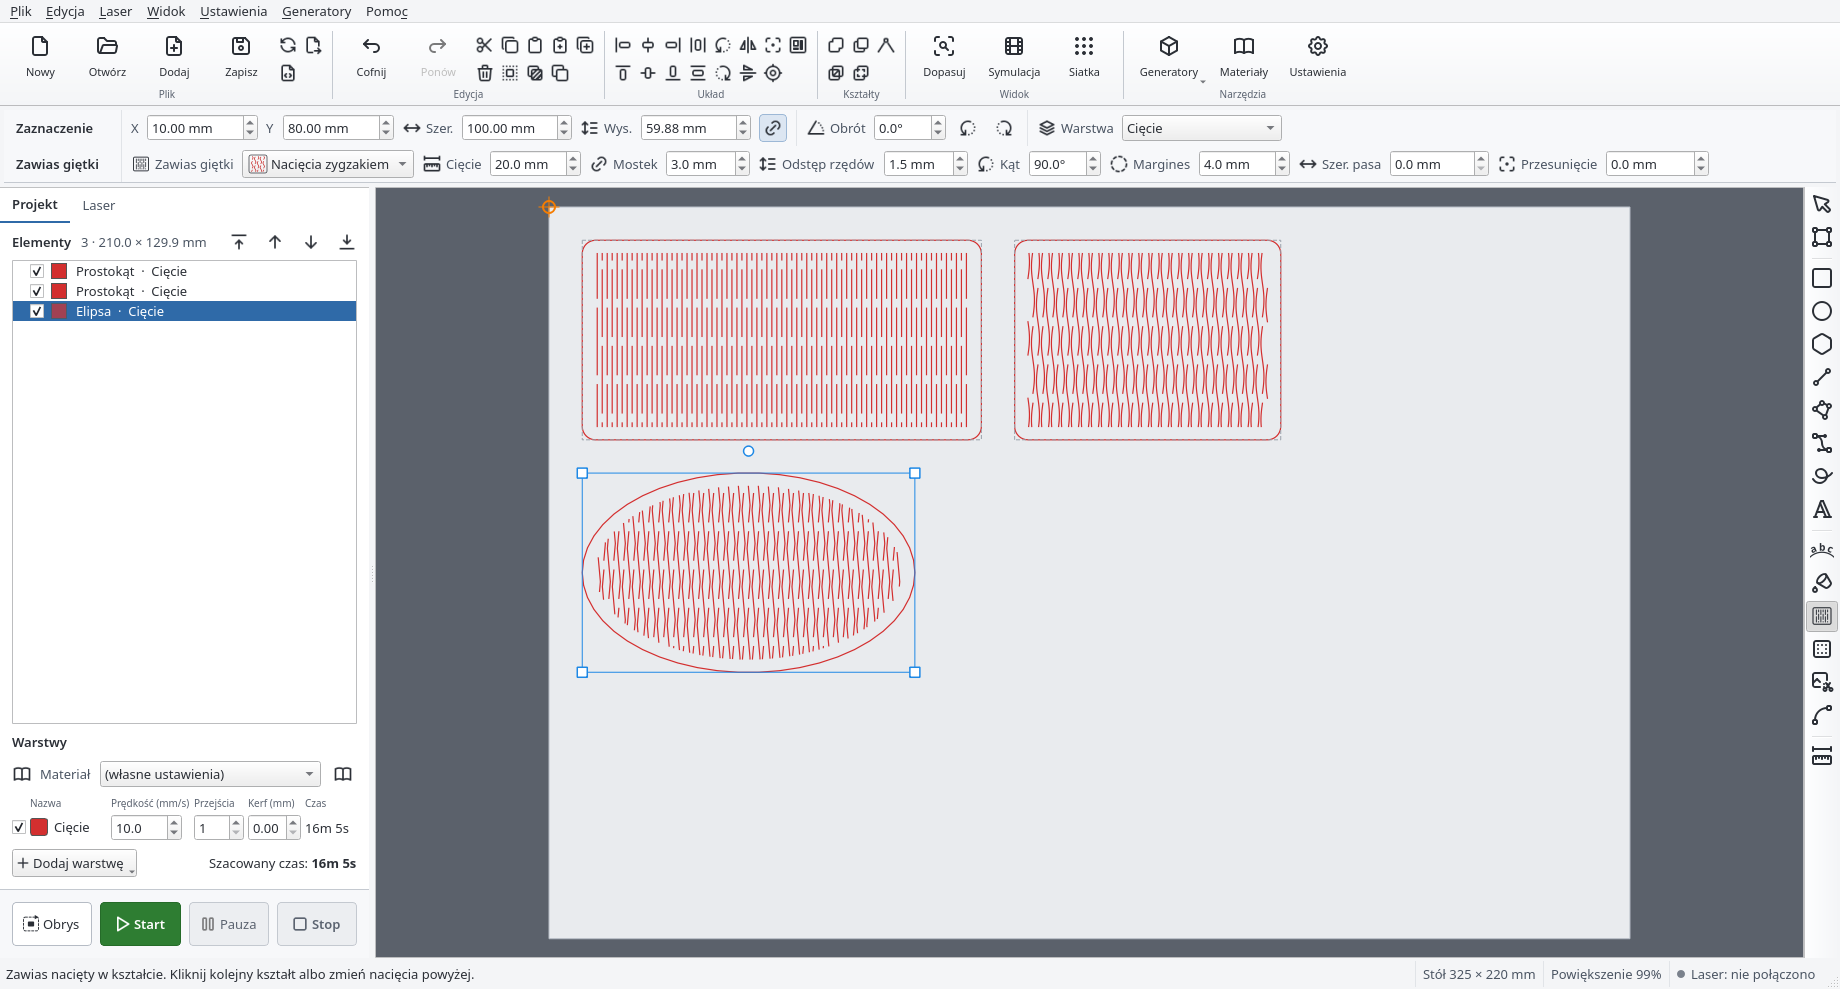 Plik Edycja Laser Widok Ustawienia Generatory Pomoc
Nowy Otwórz Dodaj Zapisz Cofnij Ponów Dopasuj Symulacja Siatka Generatory Materiały Ustawienia
Plik Edycja Układ Kształty Widok Narzędzia
Zaznaczenie X 10.00 mm Y 80.00 mm Szer. 100.00 mm Wys. 59.88 mm Obrót 0.0° Warstwa Cięcie
Zawias giętki Zawias giętki Nacięcia zygzakiem Cięcie 20.0 mm Mostek 3.0 mm Odstęp rzędów 1.5 mm Kąt 90.0° Margines 4.0 mm Szer. pasa 0.0 mm Przesunięcie 0.0 mm
Projekt Laser
Elementy 3 · 210.0 × 129.9 mm
Prostokąt · Cięcie
Prostokąt · Cięcie
Elipsa · Cięcie
Warstwy
Materiał (własne ustawienia)
Nazwa Prędkość (mm/s) Przejścia Kerf (mm) Czas
Cięcie 10.0 1 0.00 16m 5s
Dodaj warstwę Szacowany czas: 16m 5s
Obrys Start Pauza Stop
abc
Zawias nacięty w kształcie. Kliknij kolejny kształt albo zmień nacięcia powyżej. Stół 325 × 220 mm Powiększenie 99% Laser: nie połączono